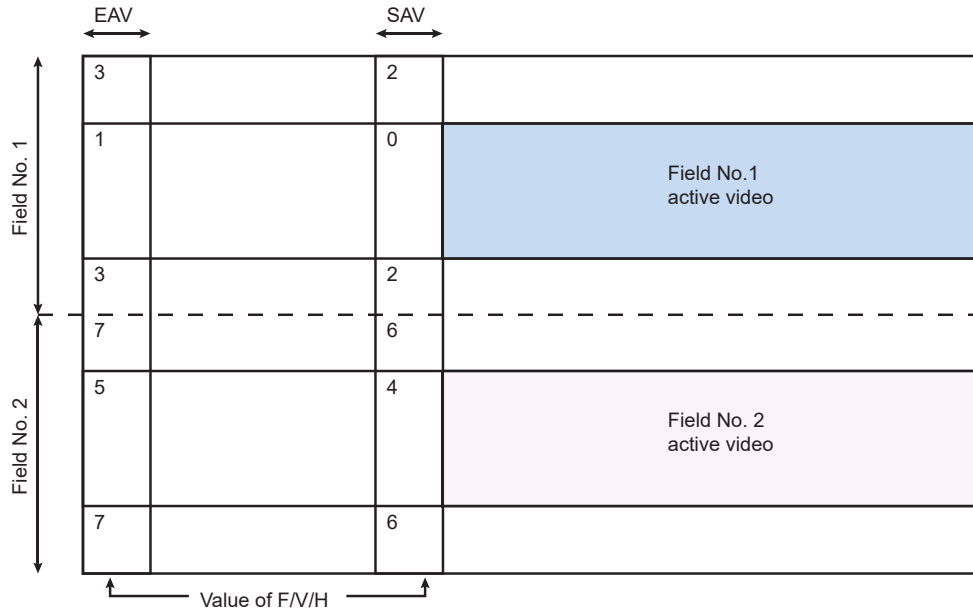 EAV SAV
3 2
1 0
Field No.1
active video
3 2
7 6
5 4
Field No. 2
active video
7 6
Field No. 1
Field No. 2
Value of F/V/H